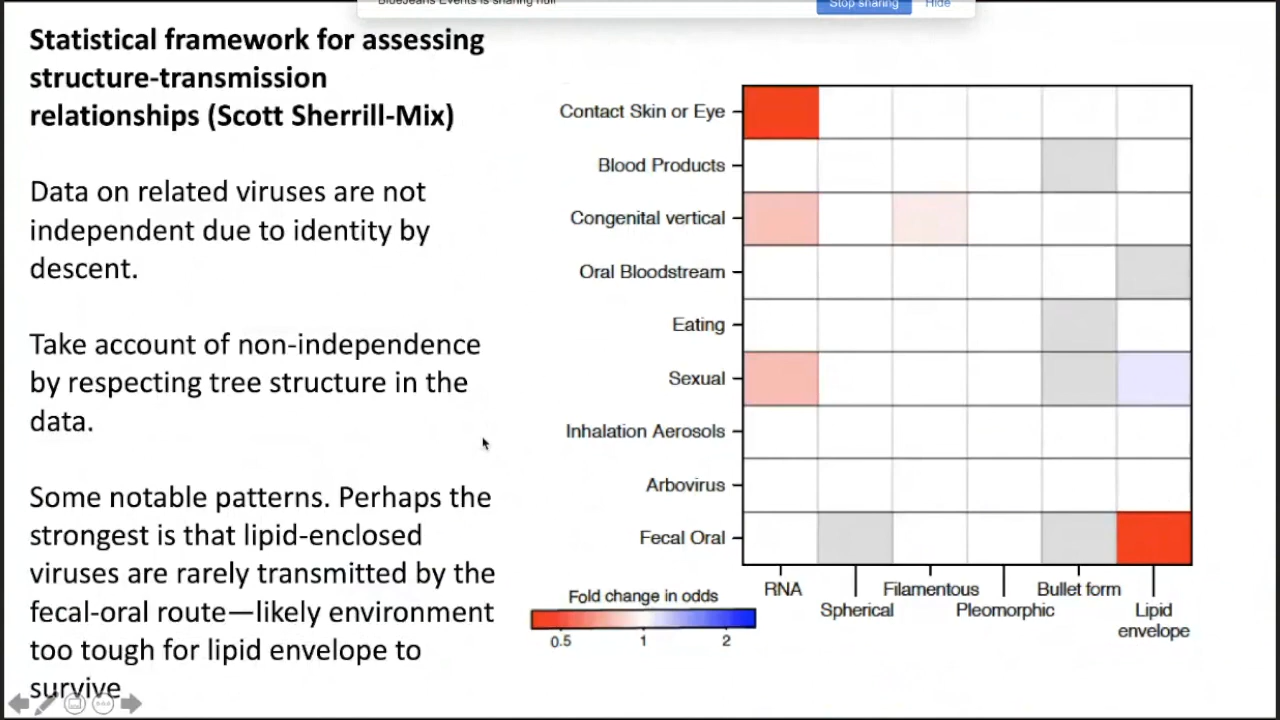 BlueJeans Events is sharing
Stop sharing
Hide
Statistical framework for assessing
structure-transmission
relationships (Scott Sherrill-Mix)
Data on related viruses are not
independent due to identity by
descent.
Take account of non-independence
by respecting tree structure in the
data.
Some notable patterns. Perhaps the
strongest is that lipid-enclosed
viruses are rarely transmitted by the
fecal-oral route—likely environment
too tough for lipid envelope to
survive
Contact Skin or Eye
Blood Products
Congenital vertical
Oral Bloodstream
Eating
Sexual
Inhalation Aerosols
Arbovirus
Fecal Oral
RNA
Spherical
Filamentous
Pleomorphic
Bullet form
Lipid
envelope
Fold change in odds
0.5
1
2